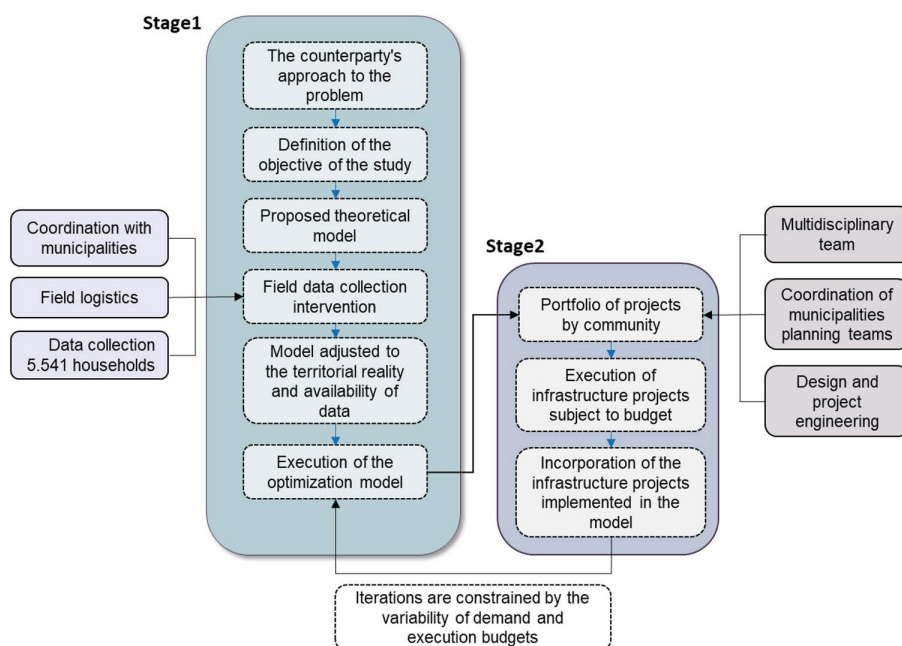 Stage1
The counterparty's
approach to the
problem
Definition of the
objective of the study
Proposed theoretical
model
Field data collection
intervention
Model adjusted to
the territorial reality
and availability of
data
Execution of the
optimization model
Coordination with
municipalities
Field logistics
Data collection
5.541 households
Stage2
Portfolio of projects
by community
Execution of
infrastructure projects
subject to budget
Incorporation of the
infrastructure projects
implemented in the
model
Multidisciplinary
team
Coordination of
municipalities
planning teams
Design and
project engineering
Iterations are constrained by the
variability of demand and
execution budgets